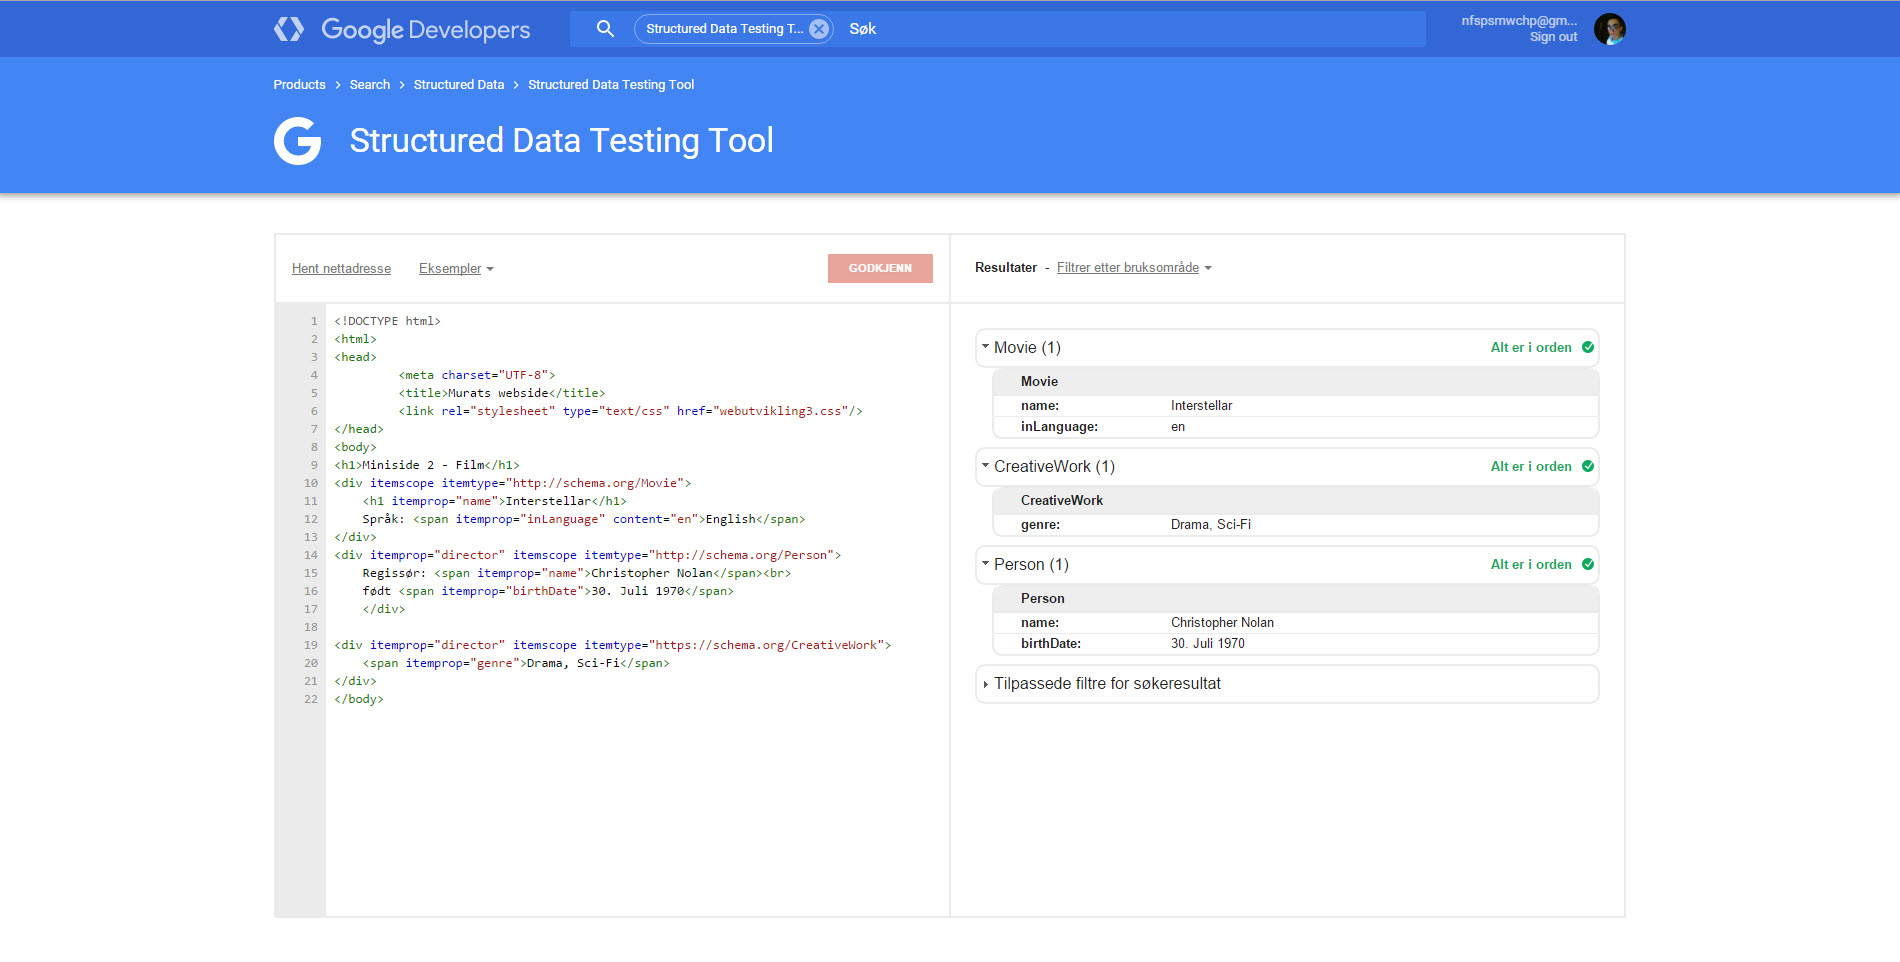 Google Developers
Structured Data Testing T...
Søk
nfspsmwchp@gm...
Sign out
Products > Search > Structured Data > Structured Data Testing Tool
G Structured Data Testing Tool
Hent nettadresse
Eksempler
GODKJENN
1 <!DOCTYPE html>
2 <html>
3 <head>
4 <meta charset="UTF-8">
5 <title>Murats webside</title>
6 <link rel="stylesheet" type="text/css" href="webutvikling3.css"/>
7 </head>
8 <body>
9 <h1>Miniside 2 - Film</h1>
10 <div itemscope itemtype="http://schema.org/Movie">
11 <h1 itemprop="name">Interstellar</h1>
12 Språk: <span itemprop="inLanguage" content="en">English</span>
13 </div>
14 <div itemprop="director" itemscope itemtype="http://schema.org/Person">
15 Regissør: <span itemprop="name">Christopher Nolan</span><br>
16 født <span itemprop="birthDate">30. Juli 1970</span>
17 </div>
18
19 <div itemprop="director" itemscope itemtype="https://schema.org/CreativeWork">
20 <span itemprop="genre">Drama, Sci-Fi</span>
21 </div>
22 </body>
Resultater - Filtrer etter bruksområde
Movie (1) Alt er i orden
Movie
name: Interstellar
inLanguage: en
CreativeWork (1) Alt er i orden
CreativeWork
genre: Drama, Sci-Fi
Person (1) Alt er i orden
Person
name: Christopher Nolan
birthDate: 30. Juli 1970
Tilpassede filtre for søkeresultat